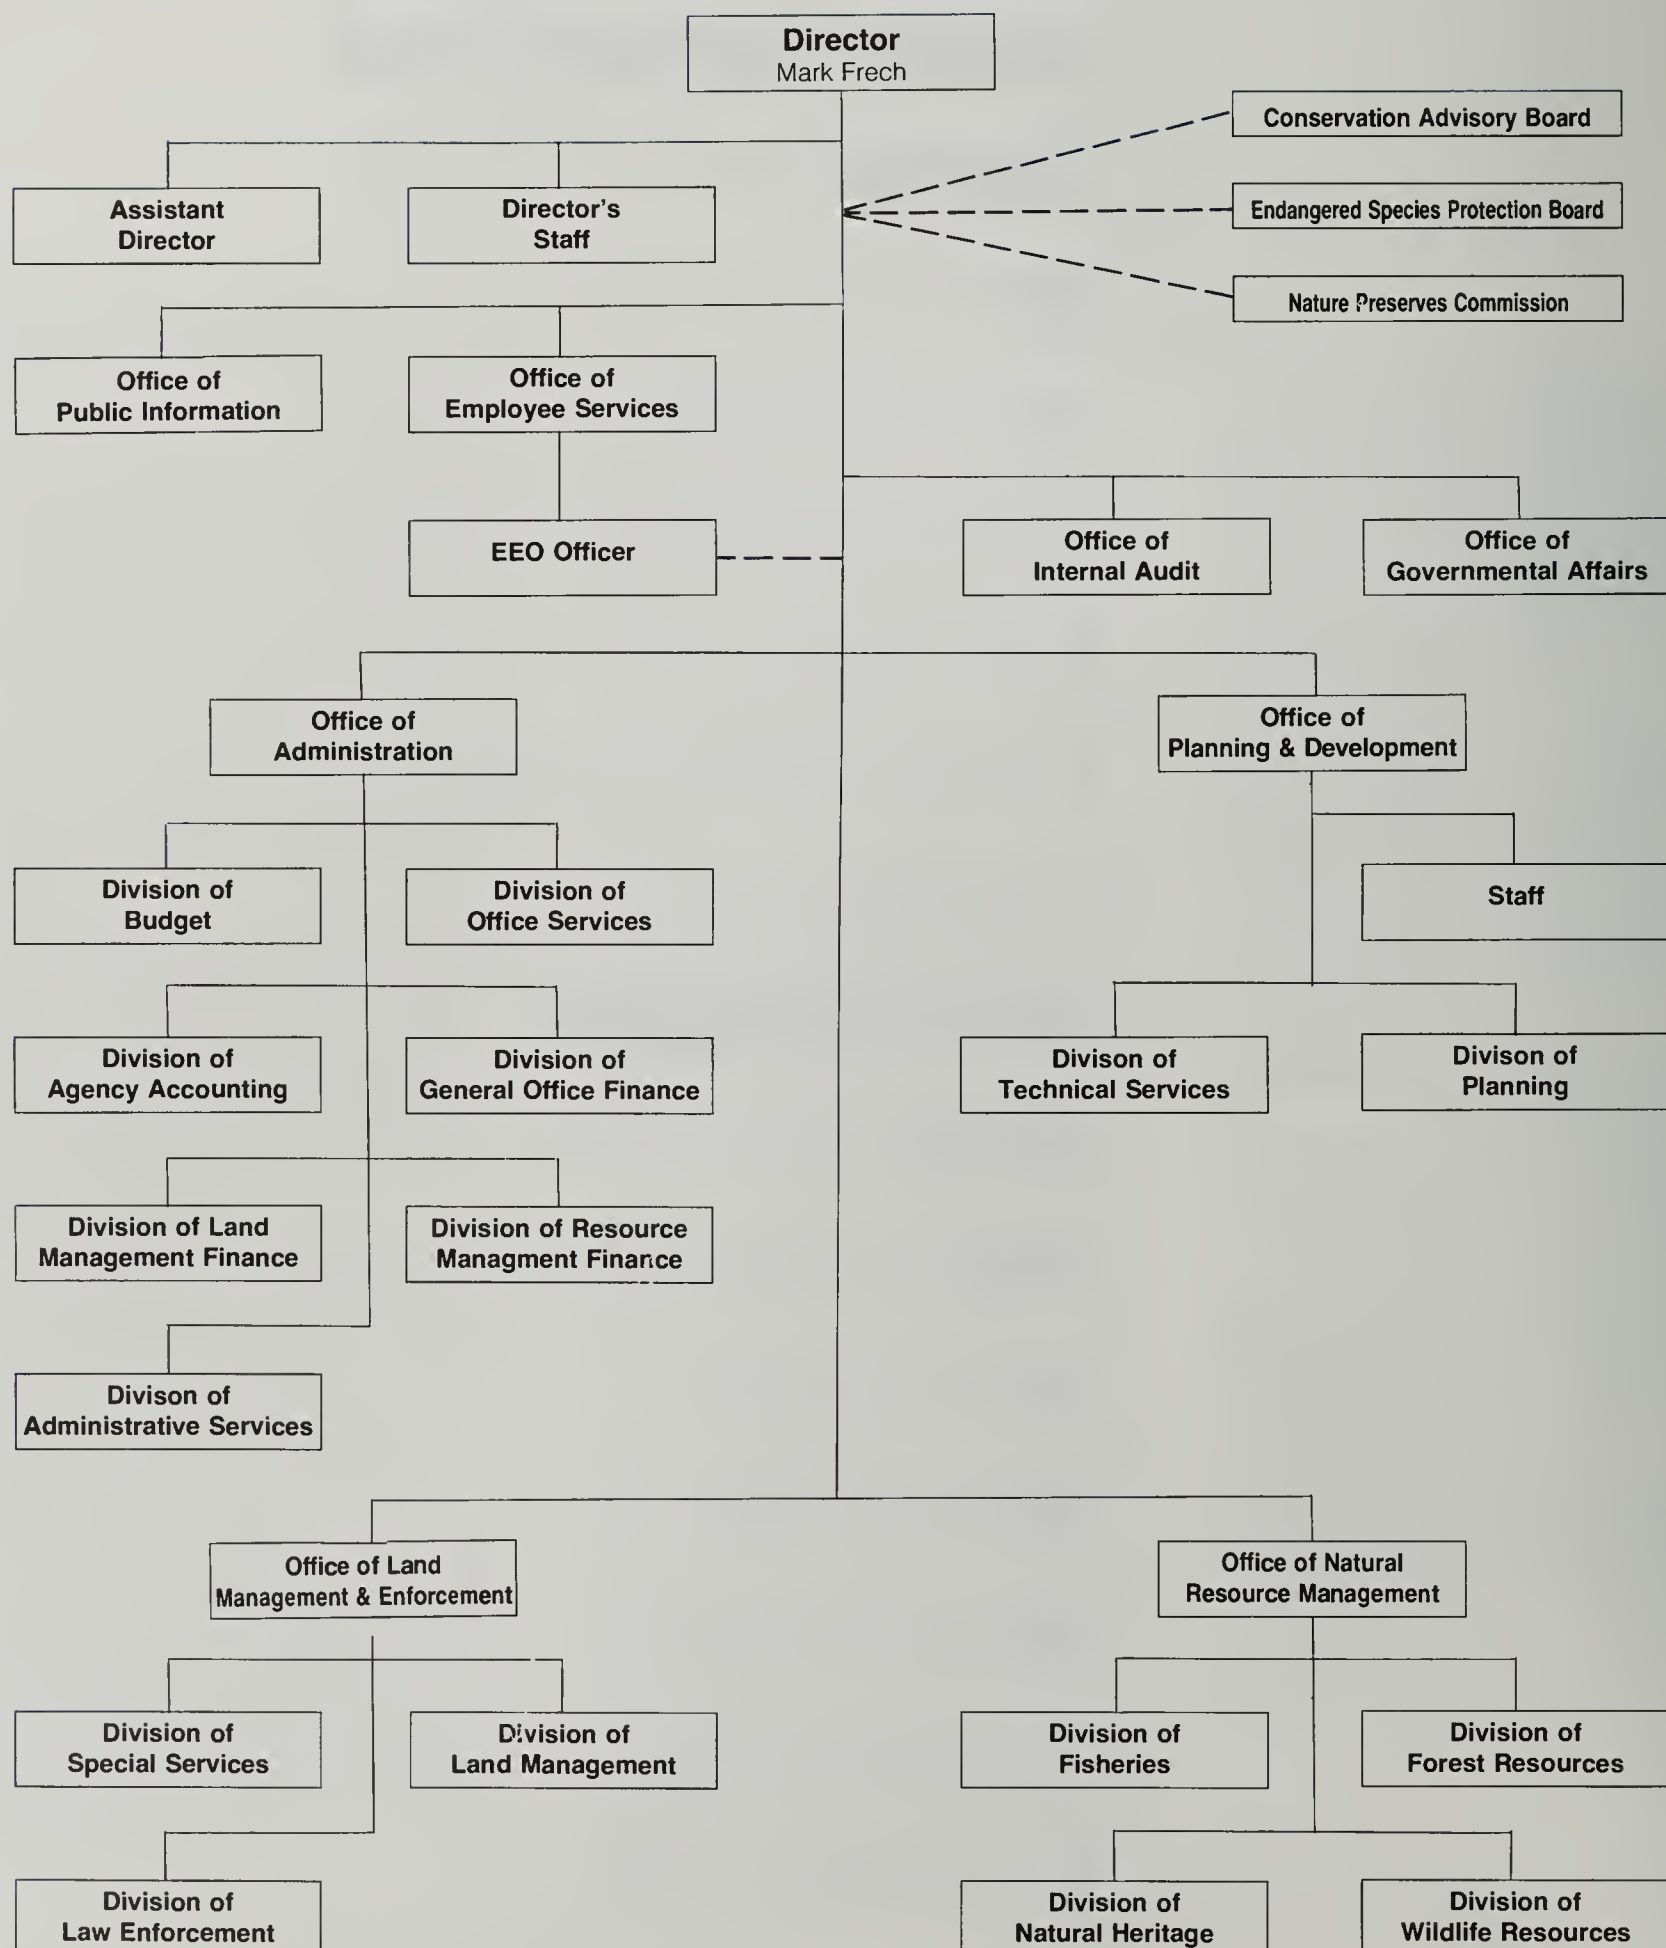 Director
Mark Frech
Conservation Advisory Board
Assistant
Director
Director's
Staff
Endangered Species Protection Board
Nature Preserves Commission
Office of
Public Information
Office of
Employee Services
EEO Officer
Office of
Internal Audit
Office of
Governmental Affairs
Office of
Administration
Office of
Planning & Development
Division of
Budget
Division of
Office Services
Staff
Division of
Agency Accounting
Division of
General Office Finance
Divison of
Technical Services
Divison of
Planning
Division of Land
Management Finance
Division of Resource
Managment Finance
Divison of
Administrative Services
Office of Land
Management & Enforcement
Office of Natural
Resource Management
Division of
Special Services
Division of
Land Management
Division of
Fisheries
Division of
Forest Resources
Division of
Law Enforcement
Division of
Natural Heritage
Division of
Wildlife Resources